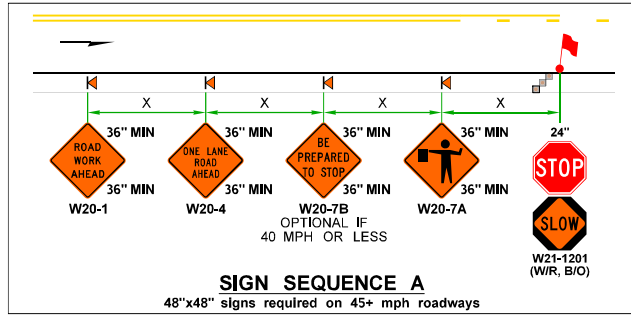 X X X X
36" MIN 36" MIN 36" MIN 36" MIN 24"
ROAD
WORK
AHEAD
ONE LANE
ROAD
AHEAD
BE
PREPARED
TO STOP
STOP
36" MIN 36" MIN 36" MIN 36" MIN
W20-1 W20-4 W20-7B W20-7A
OPTIONAL IF
40 MPH OR LESS
SLOW
W21-1201
(W/R, B/O)
SIGN SEQUENCE A
48"x48" signs required on 45+ mph roadways